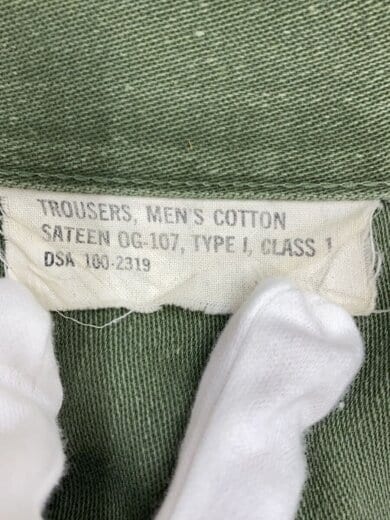 TROUSERS, MEN'S COTTON
SATEEN OG-107, TYPE I, CLASS 1
DSA 100-2319